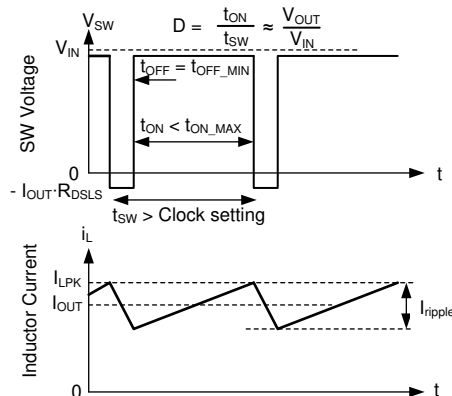 V_SW
D = t_ON / t_SW ≈ V_OUT / V_IN
V_IN
SW Voltage
t_OFF = t_OFF_MIN
t_ON < t_ON_MAX
0
t
- I_OUT·R_DSLS
t_SW > Clock setting
i_L
Inductor Current
I_LPK
I_OUT
I_ripple
0
t